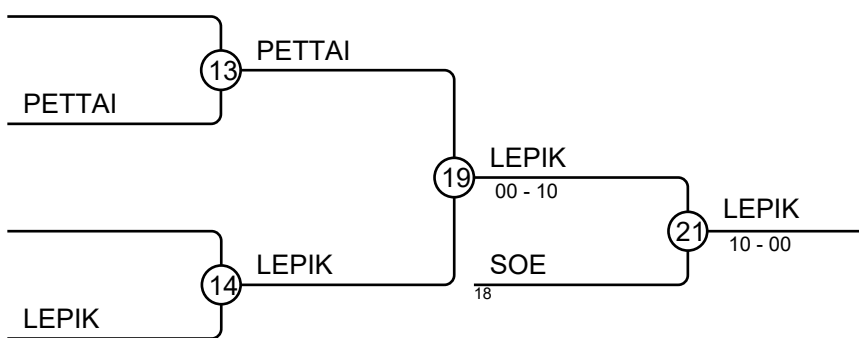 PETTAI
13
PETTAI
LEPIK
19
00 - 10
LEPIK
21
10 - 00
LEPIK
14
SOE
18
LEPIK